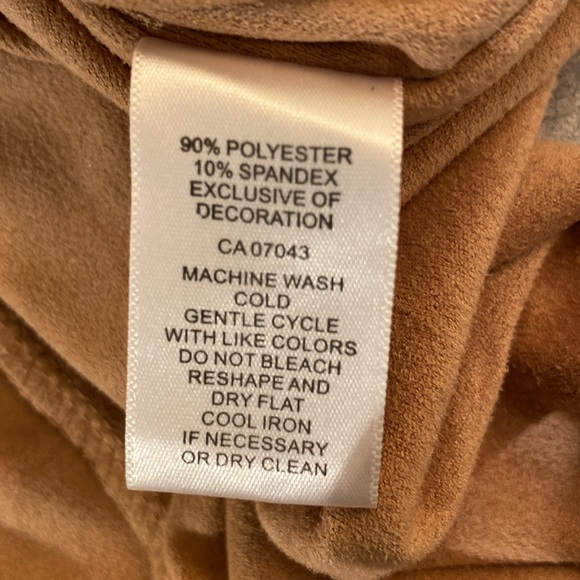 90% POLYESTER
10% SPANDEX
EXCLUSIVE OF
DECORATION
CA 07043
MACHINE WASH
COLD
GENTLE CYCLE
WITH LIKE COLORS
DO NOT BLEACH
RESHAPE AND
DRY FLAT
COOL IRON
IF NECESSARY
OR DRY CLEAN